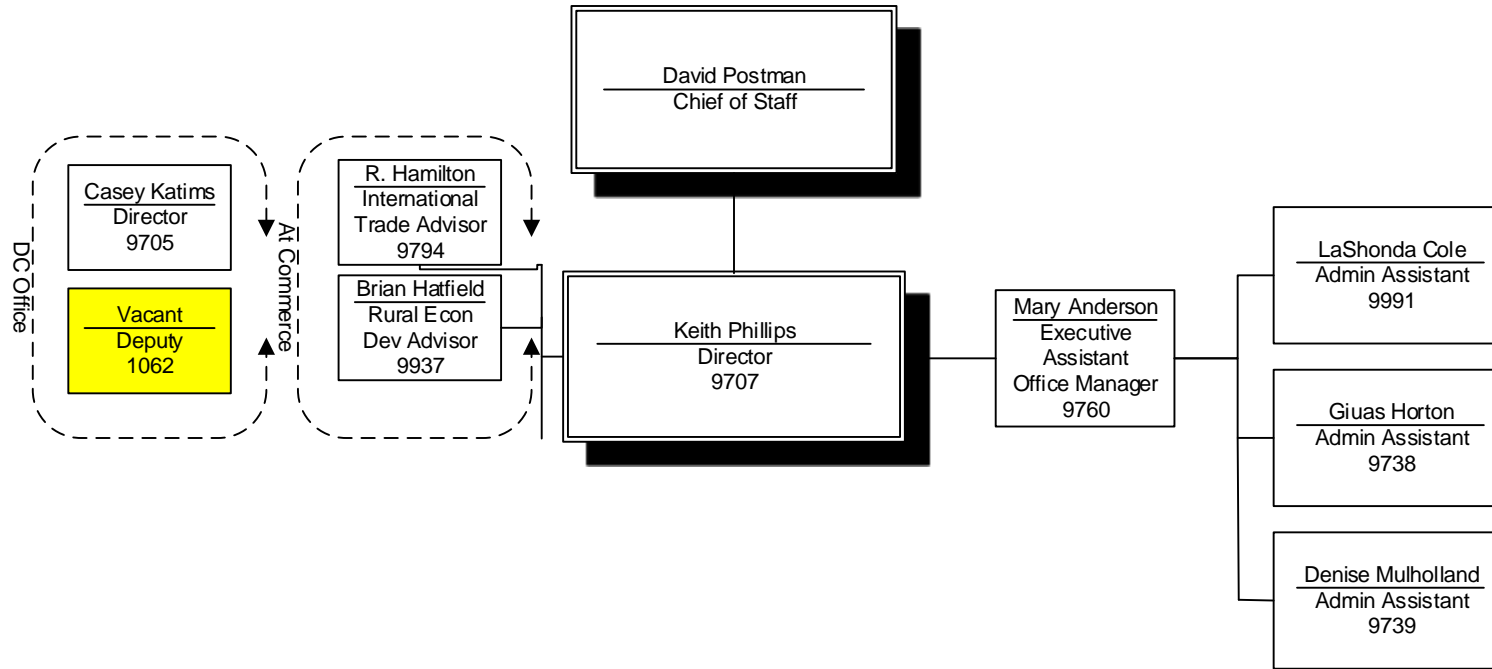 David Postman
Chief of Staff
DC Office
Casey Katims
Director
9705
Vacant
Deputy
1062
At Commerce
R. Hamilton
International
Trade Advisor
9794
Brian Hatfield
Rural Econ
Dev Advisor
9937
Keith Phillips
Director
9707
Mary Anderson
Executive
Assistant
Office Manager
9760
LaShonda Cole
Admin Assistant
9991
Giuas Horton
Admin Assistant
9738
Denise Mulholland
Admin Assistant
9739